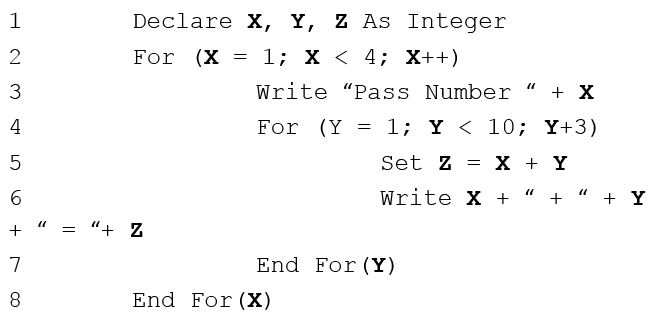 1 Declare X, Y, Z As Integer
2 For (X = 1; X < 4; X++)
3 Write “Pass Number “ + X
4 For (Y = 1; Y < 10; Y+3)
5 Set Z = X + Y
6 Write X + “ + “ + Y
+ “ = “+ Z
7 End For(Y)
8 End For(X)